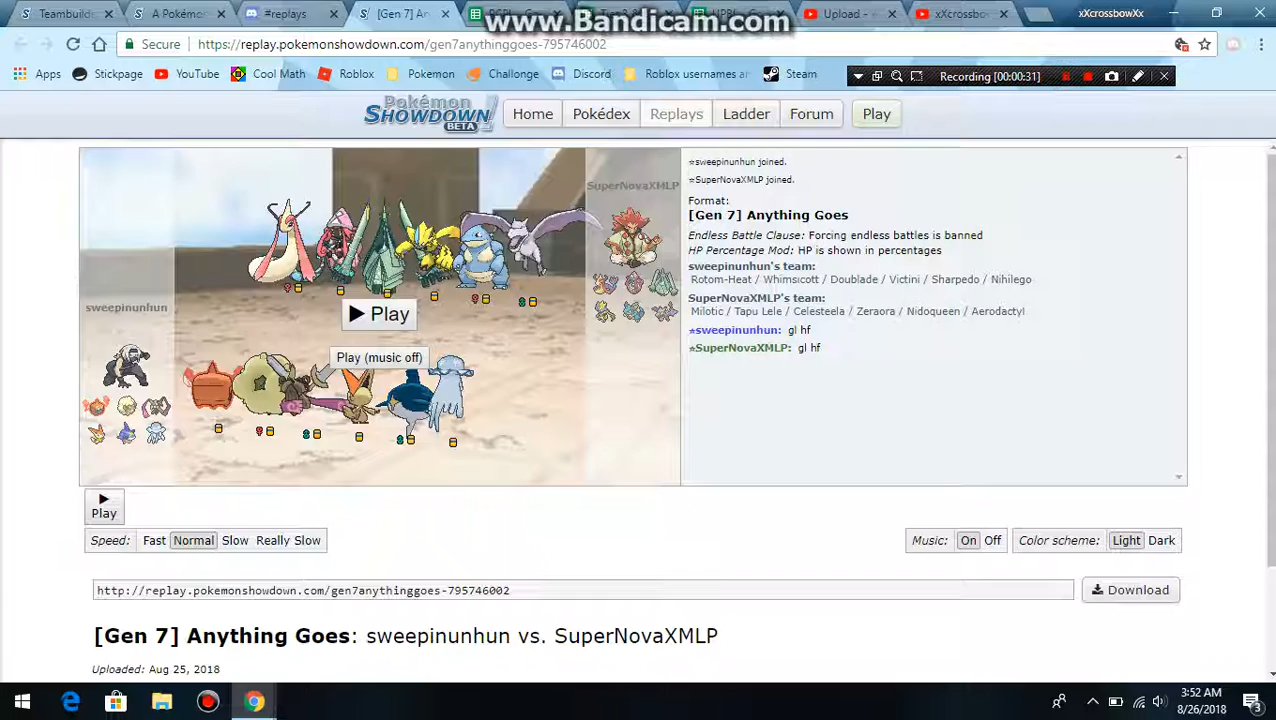 Teambuild
A Pokémo
#replays
[Gen 7] A
www.Bandicam.com
Upload -
xXcrossbo
xXcrossbowXx
Secure
https://replay.pokemonshowdown.com/gen7anythinggoes-795746002
Apps
Stickpage
YouTube
Cool Math
Roblox
Pokemon
Challonge
Discord
Roblox usernames ar
Steam
Recording [00:00:31]
Pokémon
SHOWDOWN!
BETA
Home
Pokédex
Replays
Ladder
Forum
Play
SuperNovaXMLP
sweepinunhun
Play
Play (music off)
☆sweepinunhun joined.
☆SuperNovaXMLP joined.
Format:
[Gen 7] Anything Goes
Endless Battle Clause: Forcing endless battles is banned
HP Percentage Mod: HP is shown in percentages
sweepinunhun's team:
Rotom-Heat / Whimsicott / Doublade / Victini / Sharpedo / Nihilego
SuperNovaXMLP's team:
Milotic / Tapu Lele / Celesteela / Zeraora / Nidoqueen / Aerodactyl
☆sweepinunhun: gl hf
☆SuperNovaXMLP: gl hf
Play
Speed: Fast Normal Slow Really Slow
Music: On Off
Color scheme: Light Dark
http://replay.pokemonshowdown.com/gen7anythinggoes-795746002
Download
[Gen 7] Anything Goes: sweepinunhun vs. SuperNovaXMLP
Uploaded: Aug 25, 2018
3:52 AM
8/26/2018
3